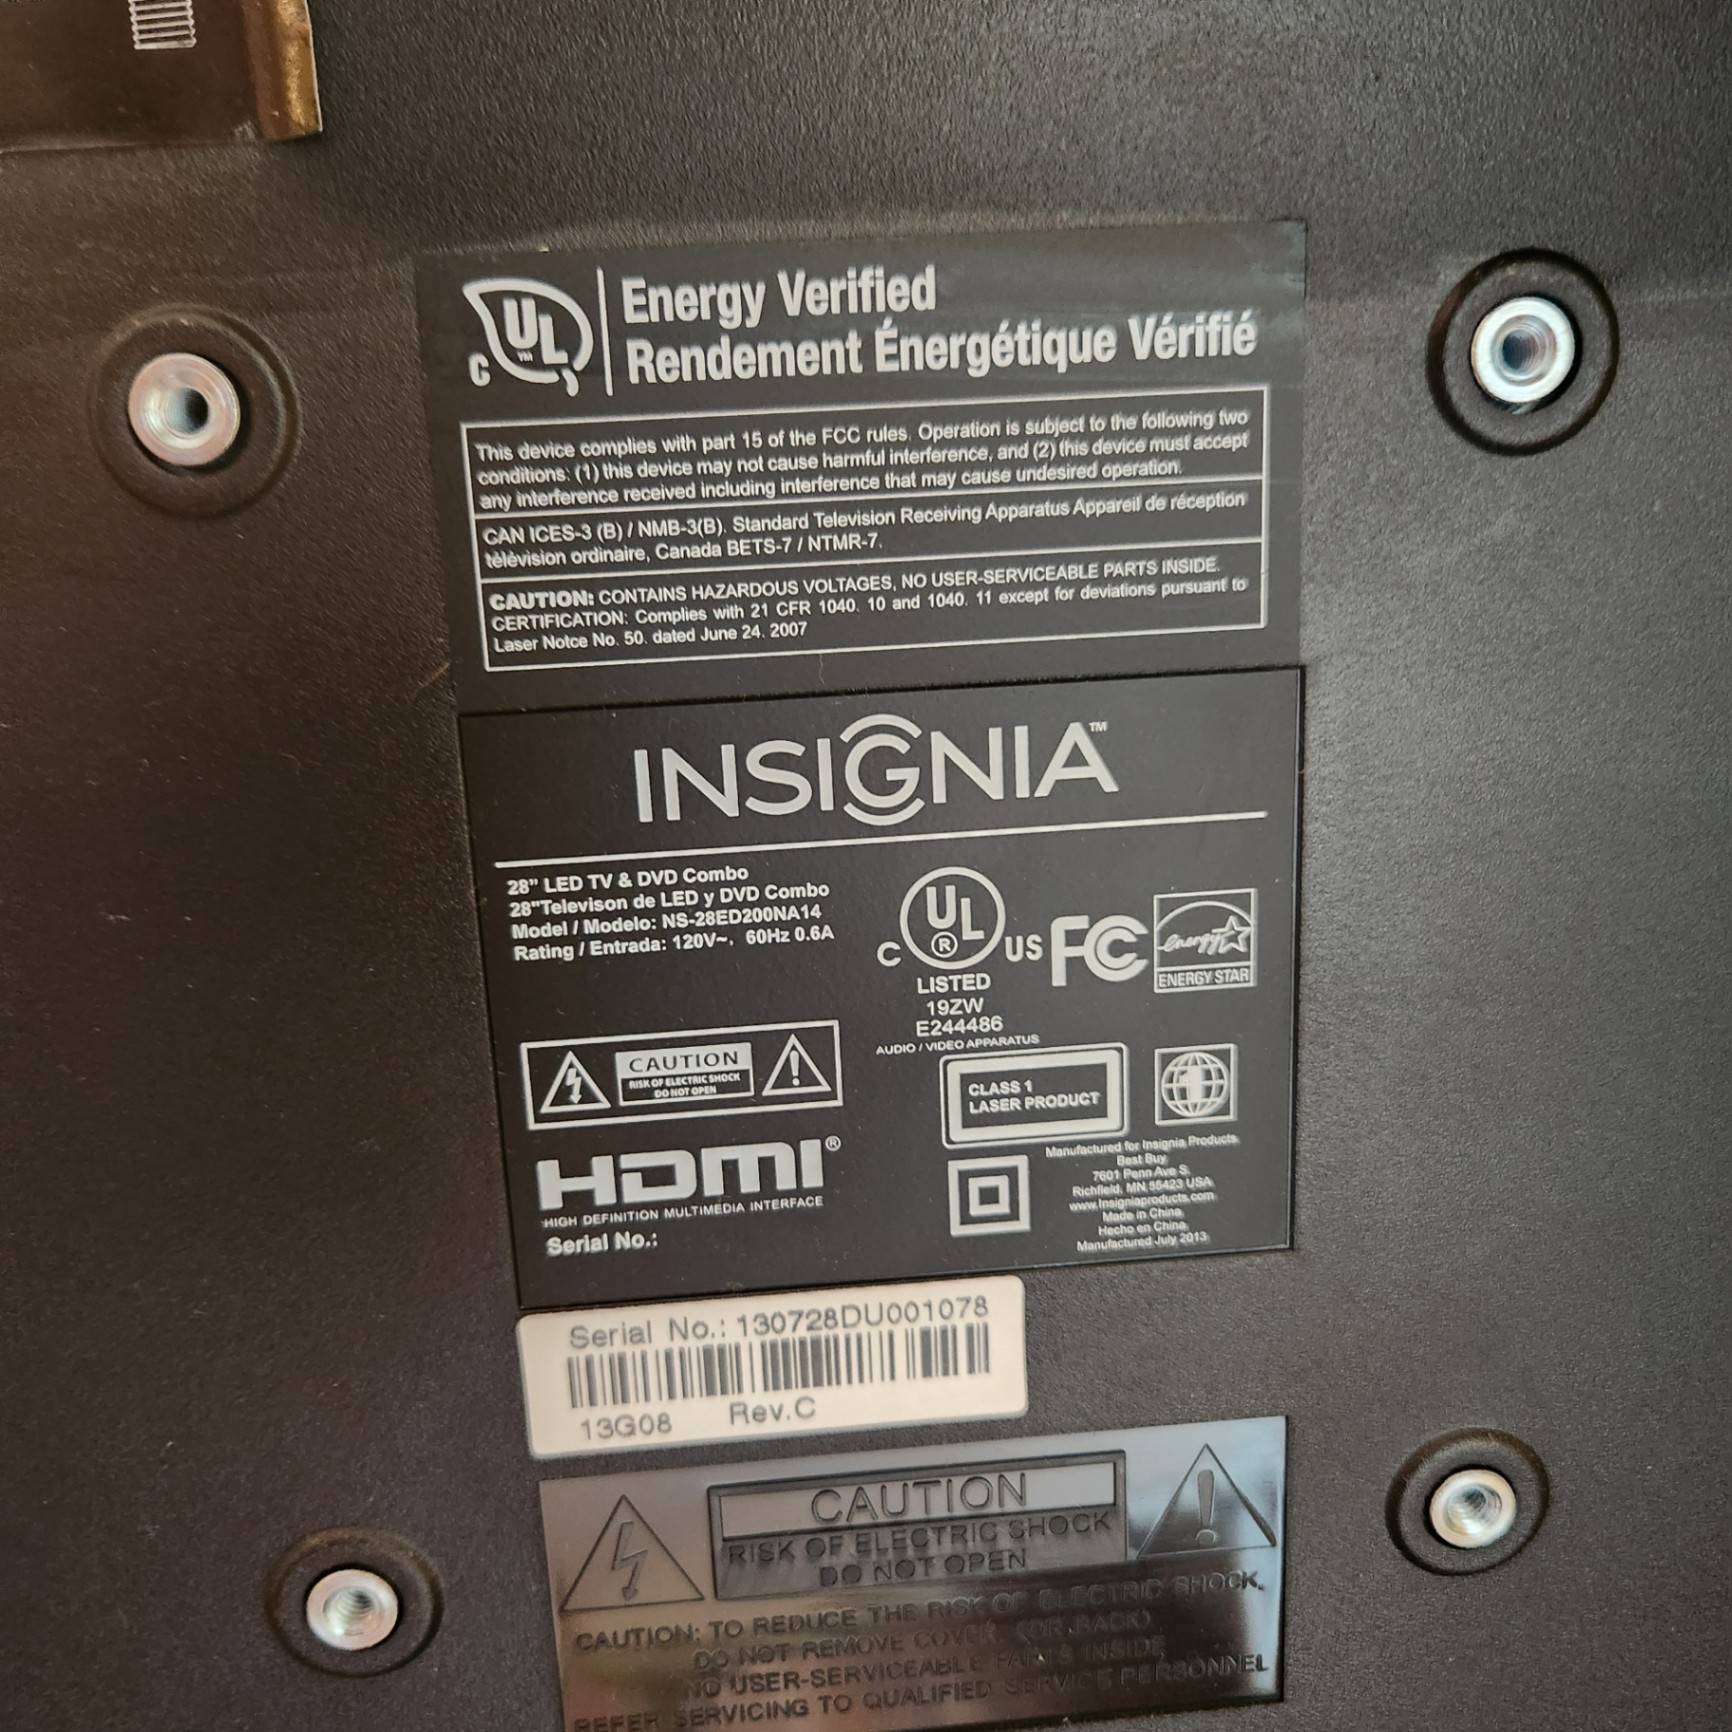 UL
TM
C
Energy Verified
Rendement Énergétique Vérifié
This device complies with part 15 of the FCC rules. Operation is subject to the following two
conditions: (1) this device may not cause harmful interference, and (2) this device must accept
any interference received including interference that may cause undesired operation.
CAN ICES-3 (B) / NMB-3(B). Standard Television Receiving Apparatus Appareil de réception
télévision ordinaire, Canada BETS-7 / NTMR-7.
CAUTION: CONTAINS HAZARDOUS VOLTAGES, NO USER-SERVICEABLE PARTS INSIDE.
CERTIFICATION: Complies with 21 CFR 1040. 10 and 1040. 11 except for deviations pursuant to
Laser Notce No. 50. dated June 24. 2007
INSIGNIA™
28" LED TV & DVD Combo
28"Televison de LED y DVD Combo
Model / Modelo: NS-28ED200NA14
Rating / Entrada: 120V~, 60Hz 0.6A
C UL® US
LISTED
19ZW
E244486
AUDIO / VIDEO APPARATUS
FC
energy
ENERGY STAR
CAUTION
RISK OF ELECTRIC SHOCK
DO NOT OPEN
CLASS 1
LASER PRODUCT
1
HDMI®
HIGH DEFINITION MULTIMEDIA INTERFACE
Serial No.:
Manufactured for Insignia Products
Best Buy
7601 Penn Ave S.
Richfield, MN 55423 USA
www.Insigniaproducts.com
Made in China
Hecho en China
Manufactured July 2013
Serial No.: 130728DU001078
13G08 Rev.C
CAUTION
RISK OF ELECTRIC SHOCK
DO NOT OPEN
CAUTION: TO REDUCE THE RISK OF ELECTRIC SHOCK,
DO NOT REMOVE COVER (OR BACK)
NO USER-SERVICEABLE PARTS INSIDE
REFER SERVICING TO QUALIFIED SERVICE PERSONNEL